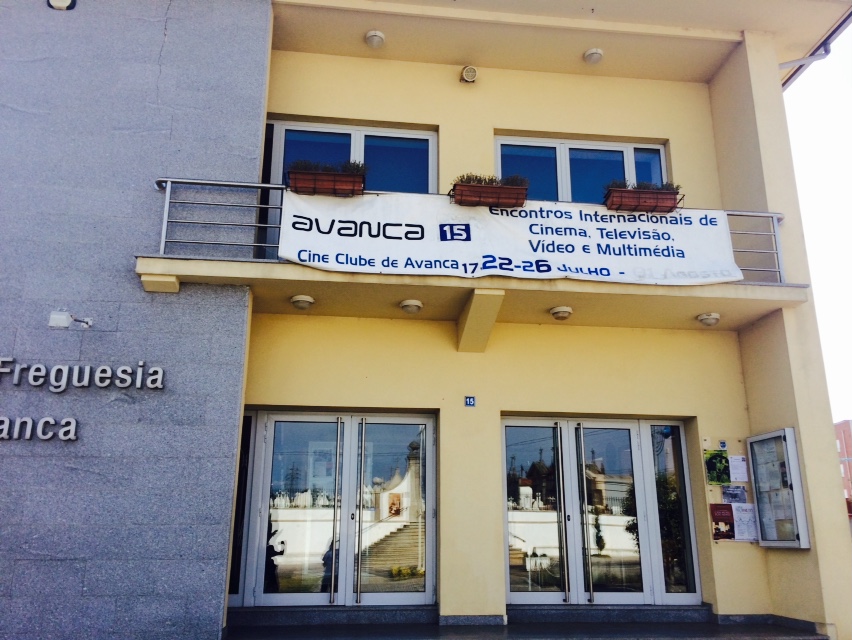 avanca 15
Encontros Internacionais de
Cinema, Televisão,
Vídeo e Multimédia
Cine Clube de Avanca 17 22-26 JULHO -
Freguesia
anca
15